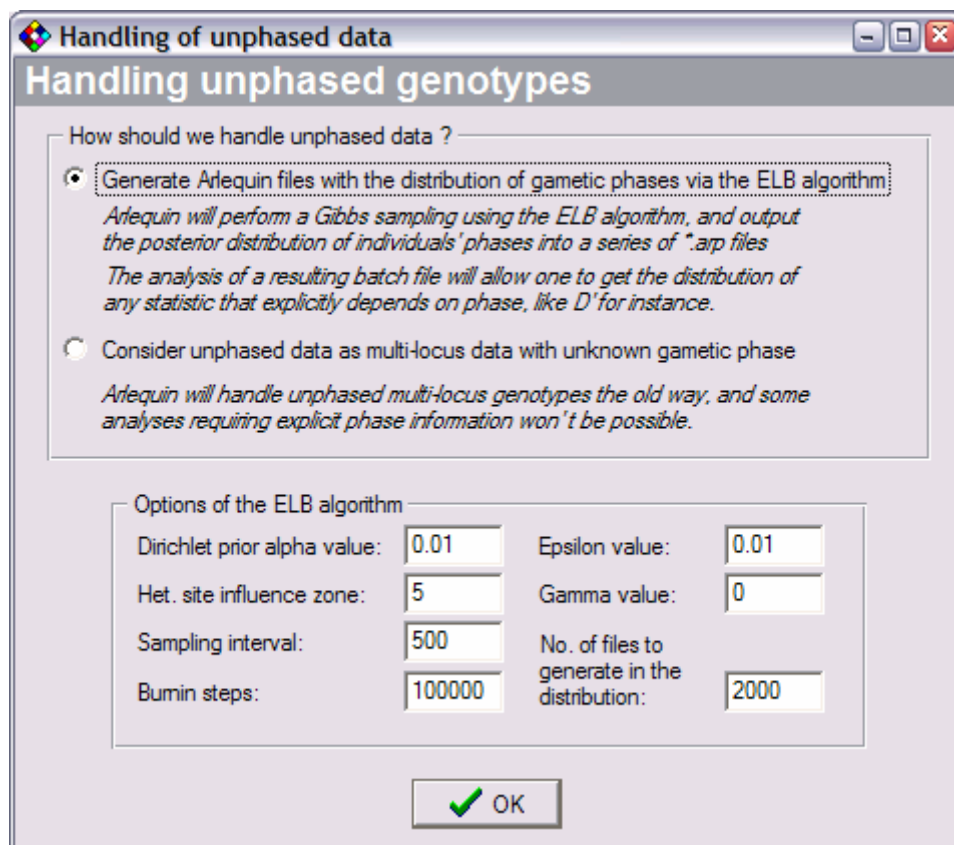 Handling of unphased data
Handling unphased genotypes
How should we handle unphased data ?
Generate Arlequin files with the distribution of gametic phases via the ELB algorithm
Arlequin will perform a Gibbs sampling using the ELB algorithm, and output
the posterior distribution of individuals' phases into a series of *.arp files
The analysis of a resulting batch file will allow one to get the distribution of
any statistic that explicitly depends on phase, like D' for instance.
Consider unphased data as multi-locus data with unknown gametic phase
Arlequin will handle unphased multi-locus genotypes the old way, and some
analyses requiring explicit phase information won't be possible.
Options of the ELB algorithm
Dirichlet prior alpha value: 0.01
Epsilon value: 0.01
Het. site influence zone: 5
Gamma value: 0
Sampling interval: 500
Burnin steps: 100000
No. of files to
generate in the
distribution: 2000
OK